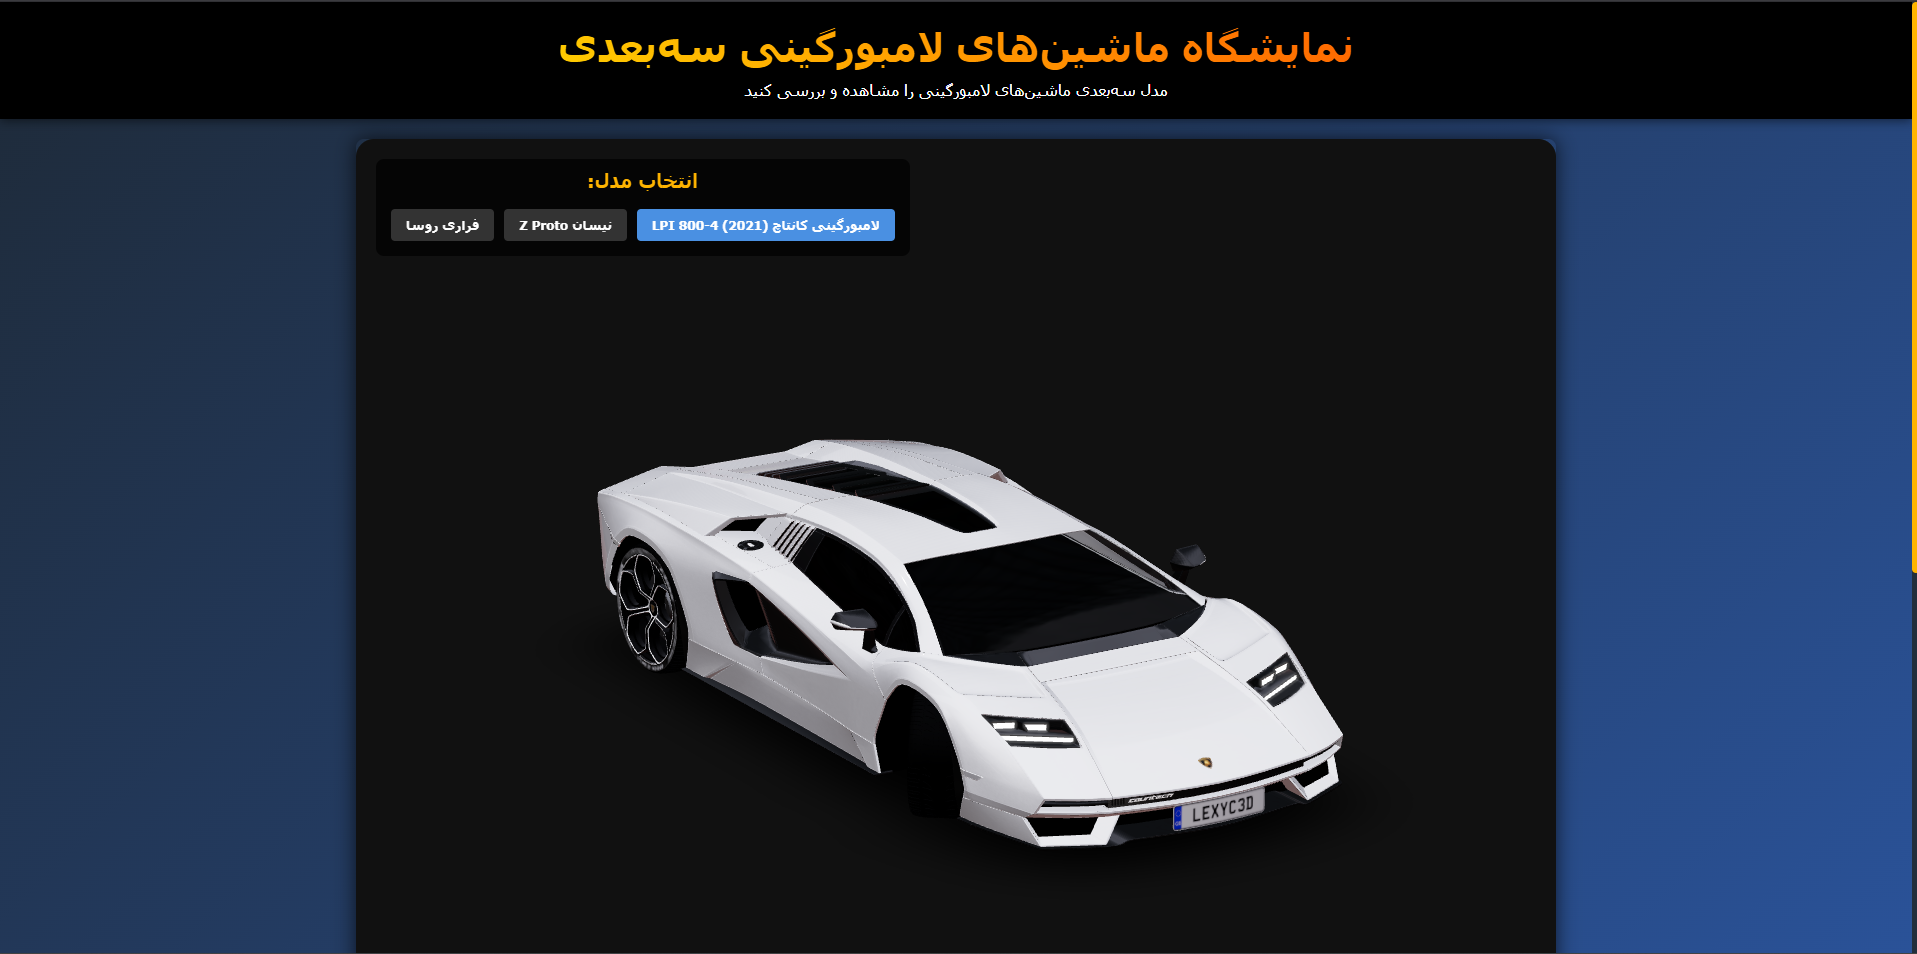 نمایشگاه ماشین‌های لامبورگینی سه‌بعدی
مدل سه‌بعدی ماشین‌های لامبورگینی را مشاهده و بررسی کنید
انتخاب مدل:
لامبورگینی کانتاچ LPI 800-4 (2021)
نیسان Z Proto
فراری روسا
countach
LEXYC3D